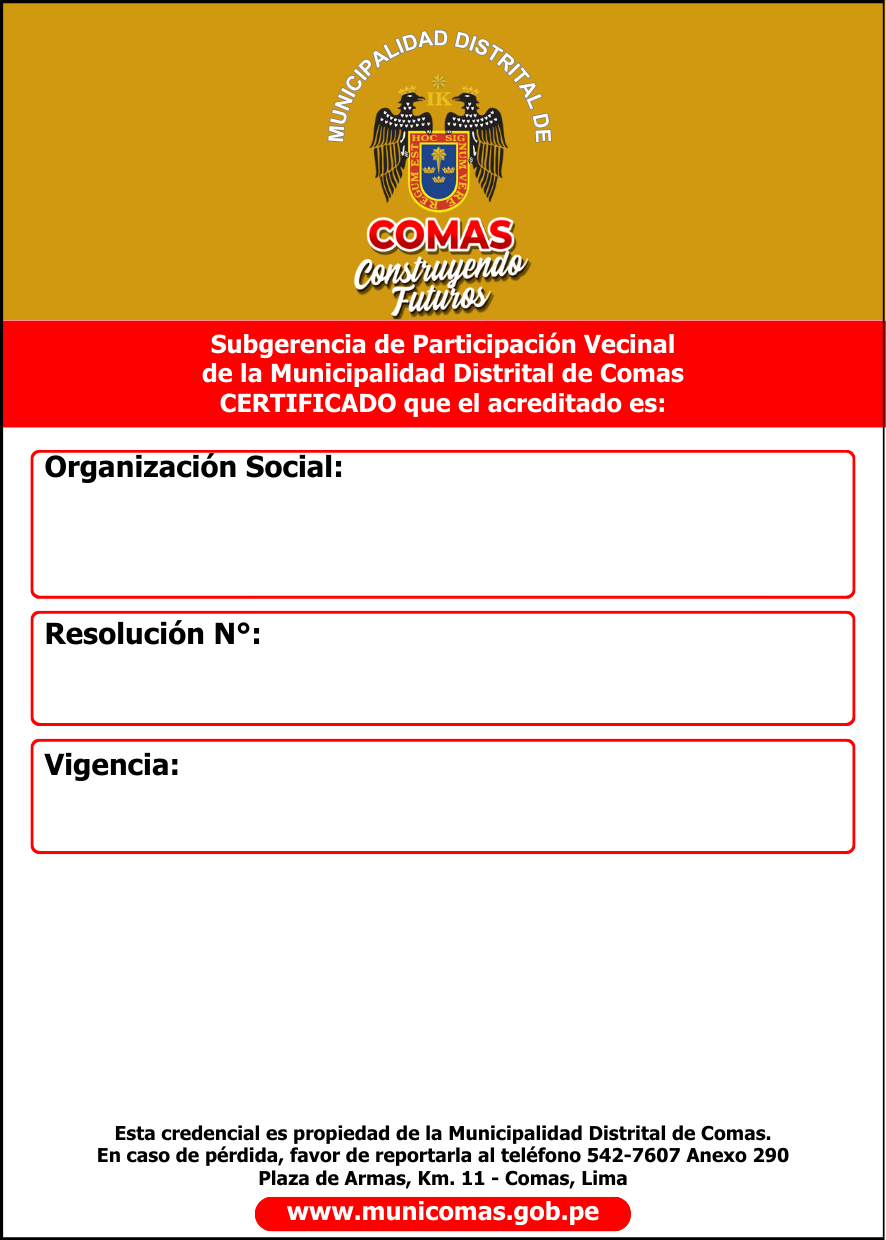 MUNICIPALIDAD DISTRITAL DE
IK
HOC SIGNUM VERE REGUM EST
COMAS
Construyendo
Futuros
Subgerencia de Participación Vecinal
de la Municipalidad Distrital de Comas
CERTIFICADO que el acreditado es:
Organización Social:
Resolución N°:
Vigencia:
Esta credencial es propiedad de la Municipalidad Distrital de Comas.
En caso de pérdida, favor de reportarla al teléfono 542-7607 Anexo 290
Plaza de Armas, Km. 11 - Comas, Lima
www.municomas.gob.pe